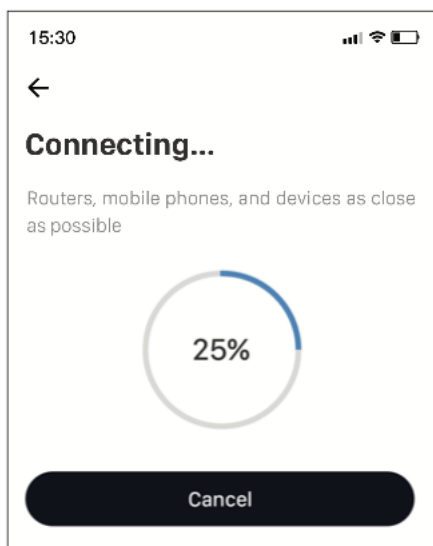 15:30
Connecting...
Routers, mobile phones, and devices as close
as possible
25%
Cancel